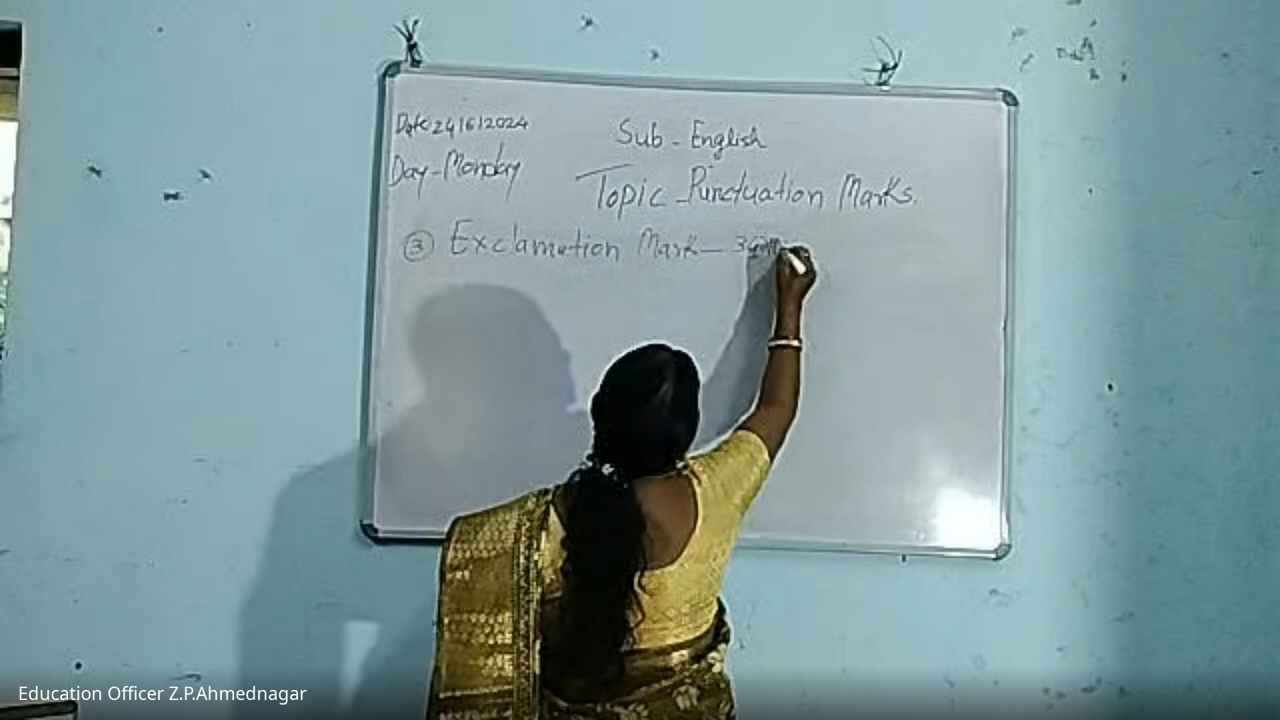 Date 24/6/2024
Sub - English
Day - Monday
Topic - Punctuation Marks.
③ Exclamation Mark —
Education Officer Z.P.Ahmednagar